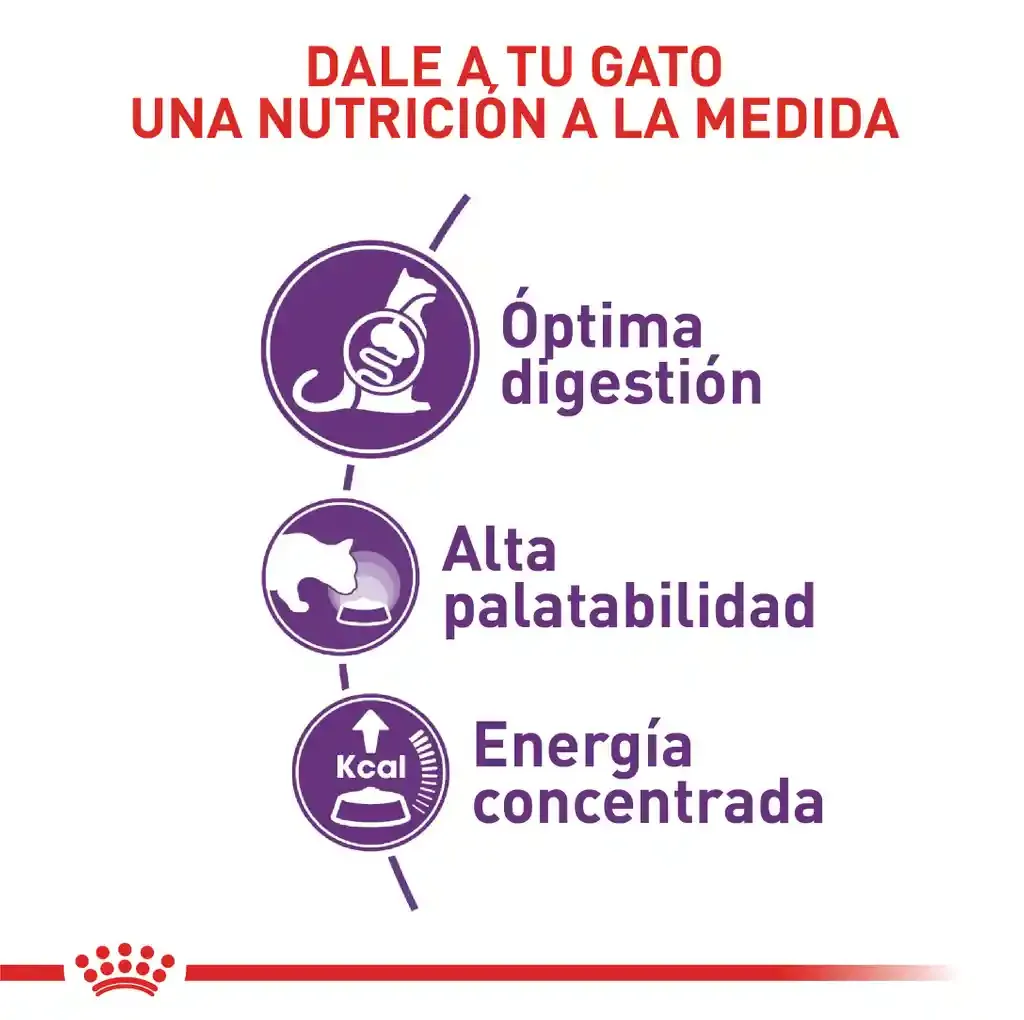 DALE A TU GATO
UNA NUTRICIÓN A LA MEDIDA
Óptima
digestión
Alta
palatabilidad
Kcal
Energía
concentrada